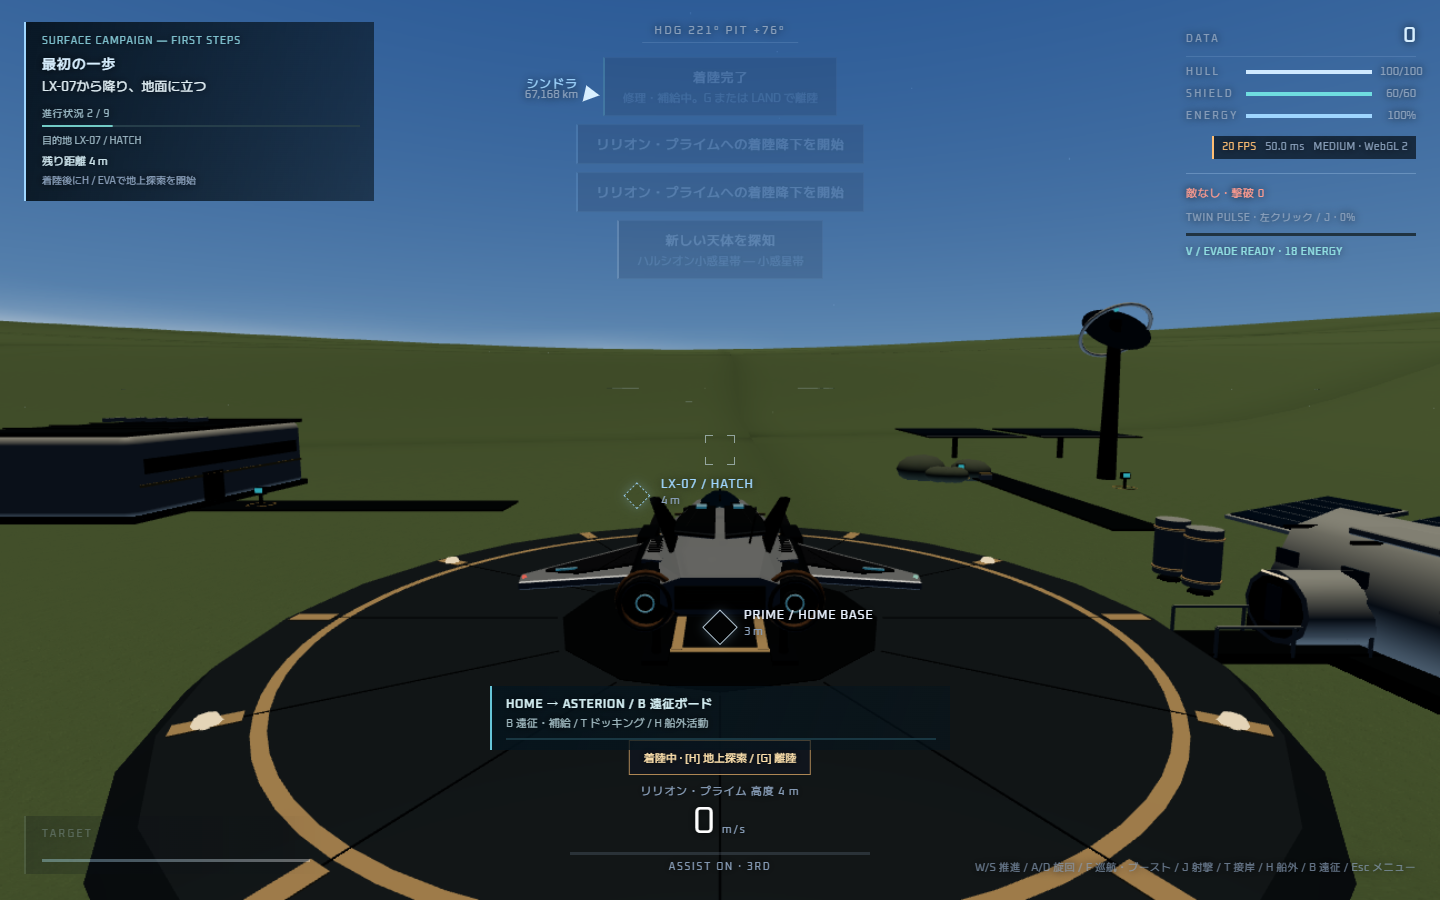 SURFACE CAMPAIGN — FIRST STEPS
最初の一歩
LX-07から降り、地面に立つ
進行状況 2 / 9
目的地 LX-07 / HATCH
残り距離 4 m
着陸後にH / EVAで地上探索を開始
HDG 221° PIT +76°
着陸完了
修理・補給中。G または LAND で離陸
シンドラ
67,168 km
リリオン・プライムへの着陸降下を開始
リリオン・プライムへの着陸降下を開始
新しい天体を探知
ハルシオン小惑星帯 — 小惑星帯
DATA 0
HULL 100/100
SHIELD 60/60
ENERGY 100%
20 FPS 50.0 ms MEDIUM · WebGL 2
敵なし · 撃破 0
TWIN PULSE · 左クリック / J · 0%
V / EVADE READY · 18 ENERGY
LX-07 / HATCH
4 m
PRIME / HOME BASE
3 m
HOME → ASTERION / B 遠征ボード
B 遠征・補給 / T ドッキング / H 船外活動
着陸中 · [H] 地上探索 / [G] 離陸
リリオン・プライム 高度 4 m
0 m/s
ASSIST ON · 3RD
TARGET
W/S 推進 / A/D 旋回 / F 巡航・ブースト / J 射撃 / T 接岸 / H 船外 / B 遠征 / Esc メニュー